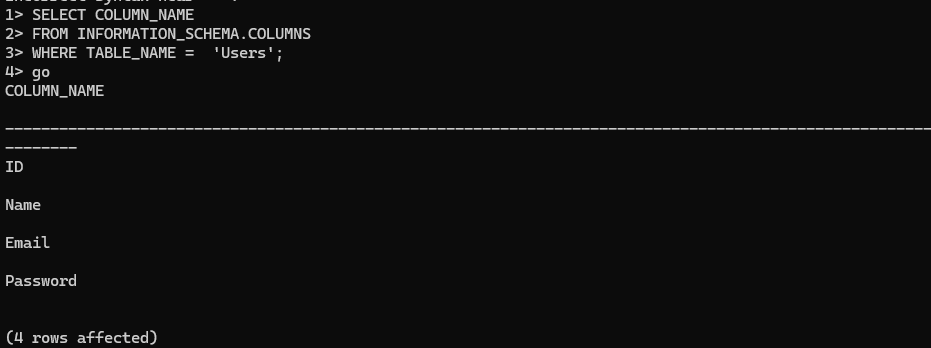 1> SELECT COLUMN_NAME
2> FROM INFORMATION_SCHEMA.COLUMNS
3> WHERE TABLE_NAME =  'Users';
4> go
COLUMN_NAME
-------------------------------------------------------------------------------------------------------
--------
ID
Name
Email
Password
(4 rows affected)